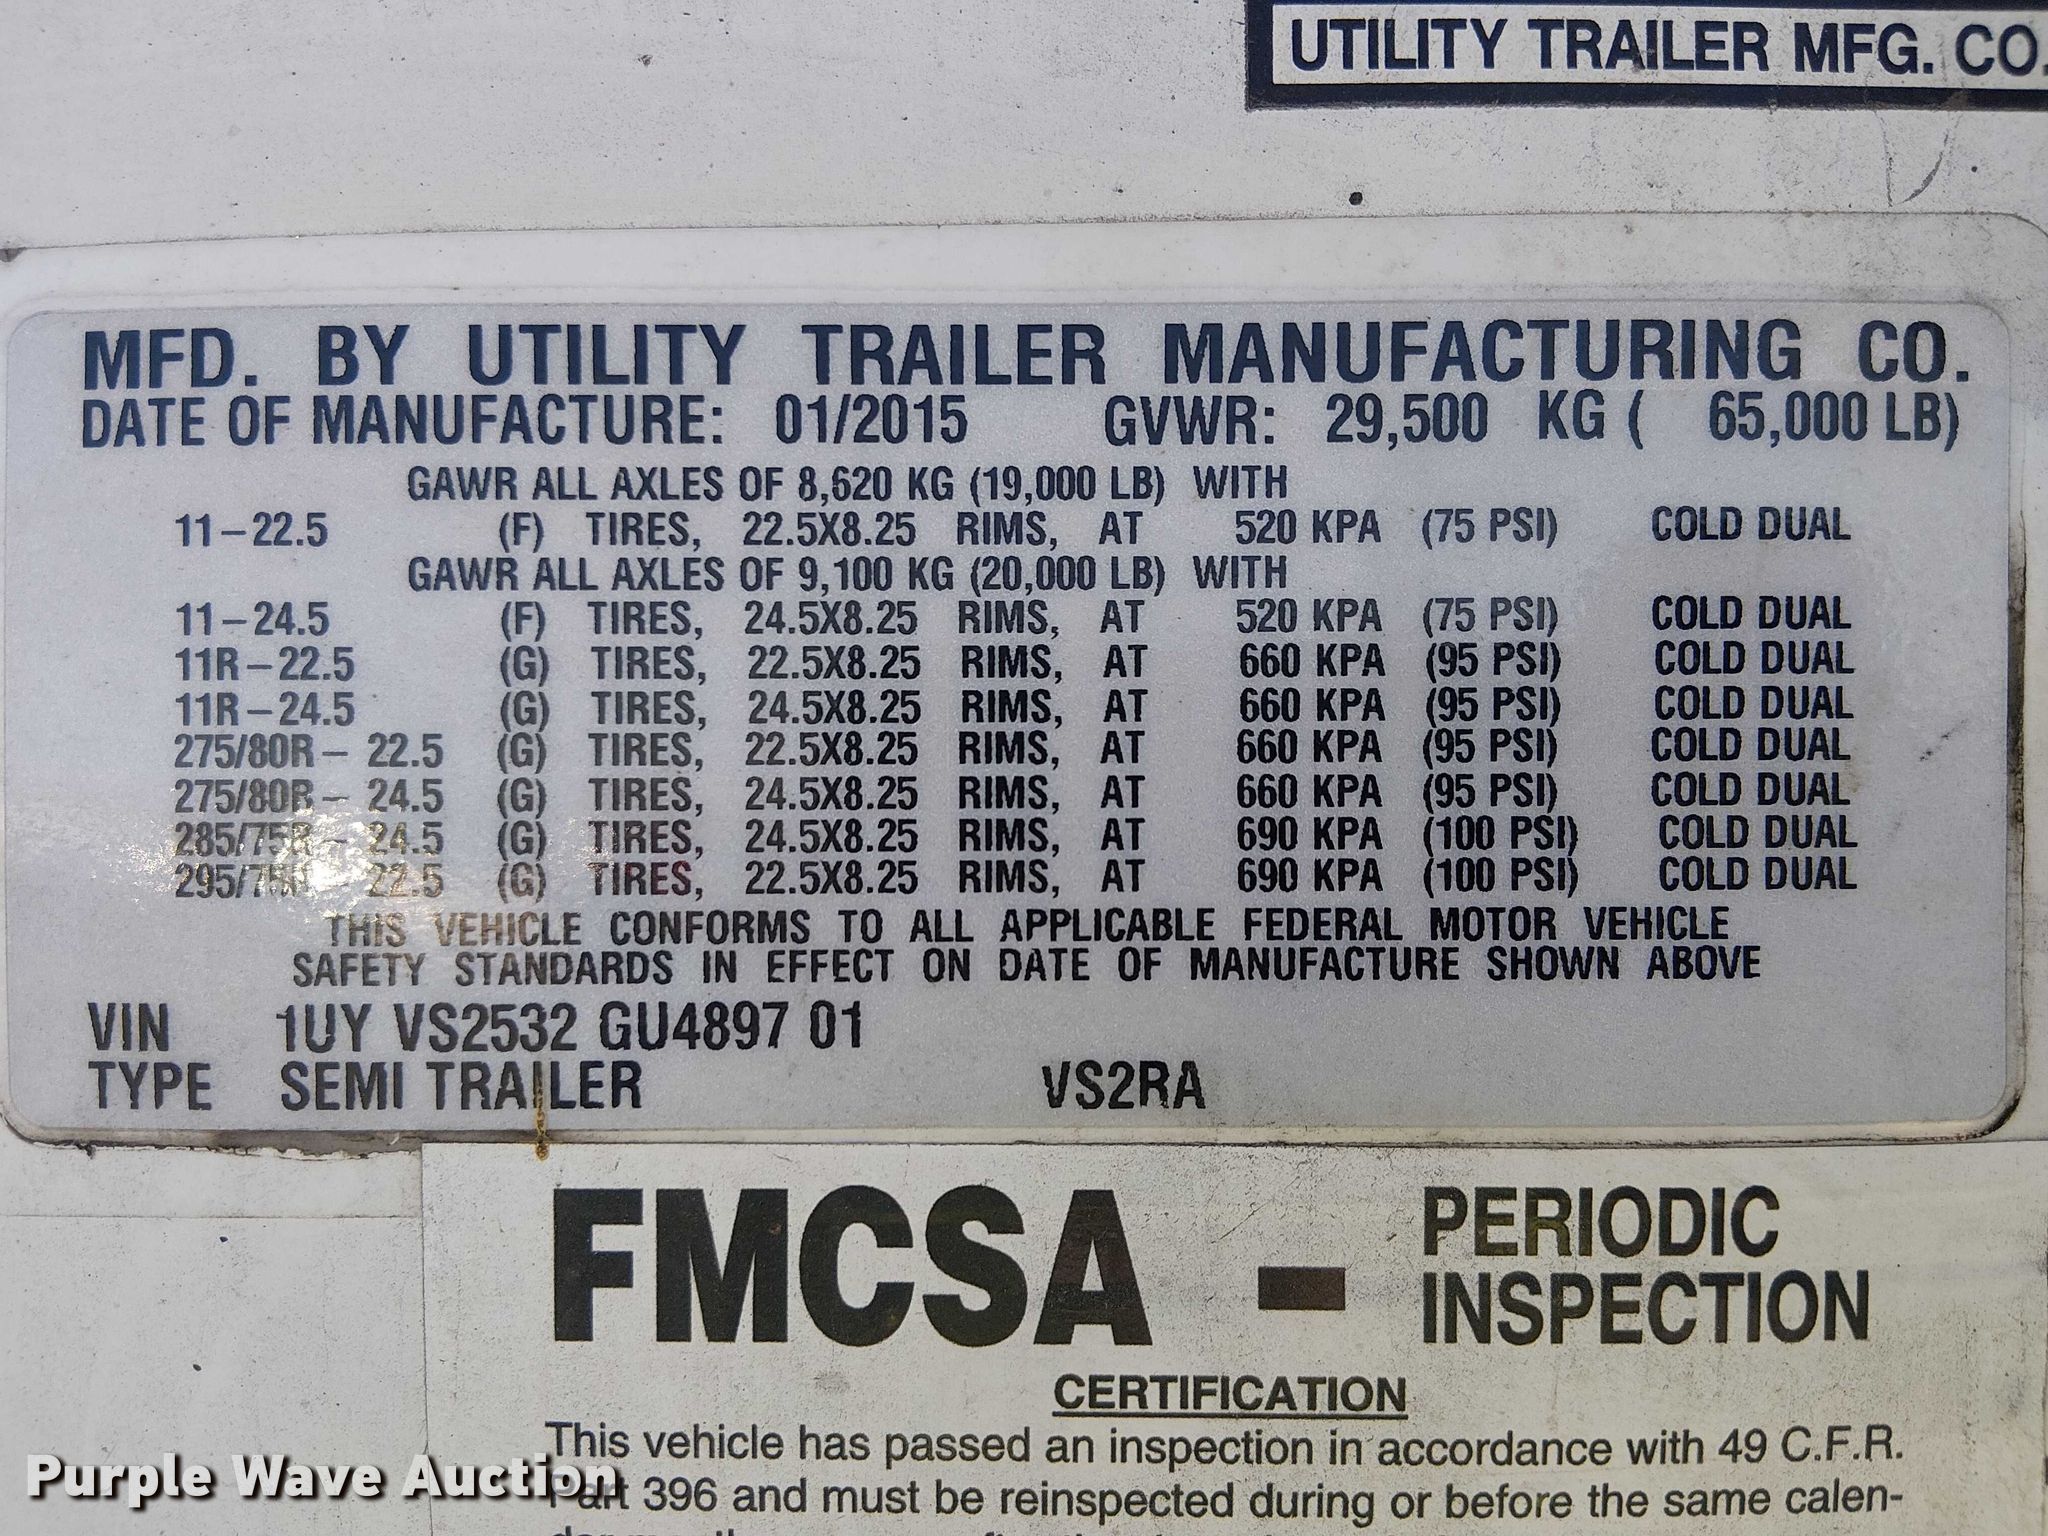 UTILITY TRAILER MFG. CO.
MFD. BY UTILITY TRAILER MANUFACTURING CO.
DATE OF MANUFACTURE: 01/2015 GVWR: 29,500 KG ( 65,000 LB)
GAWR ALL AXLES OF 8,620 KG (19,000 LB) WITH
11-22.5 (F) TIRES, 22.5X8.25 RIMS, AT 520 KPA (75 PSI) COLD DUAL
GAWR ALL AXLES OF 9,100 KG (20,000 LB) WITH
11-24.5 (F) TIRES, 24.5X8.25 RIMS, AT 520 KPA (75 PSI) COLD DUAL
11R-22.5 (G) TIRES, 22.5X8.25 RIMS, AT 660 KPA (95 PSI) COLD DUAL
11R-24.5 (G) TIRES, 24.5X8.25 RIMS, AT 660 KPA (95 PSI) COLD DUAL
275/80R- 22.5 (G) TIRES, 22.5X8.25 RIMS, AT 660 KPA (95 PSI) COLD DUAL
275/80R- 24.5 (G) TIRES, 24.5X8.25 RIMS, AT 660 KPA (95 PSI) COLD DUAL
285/75R- 24.5 (G) TIRES, 24.5X8.25 RIMS, AT 690 KPA (100 PSI) COLD DUAL
295/75R- 22.5 (G) TIRES, 22.5X8.25 RIMS, AT 690 KPA (100 PSI) COLD DUAL
THIS VEHICLE CONFORMS TO ALL APPLICABLE FEDERAL MOTOR VEHICLE
SAFETY STANDARDS IN EFFECT ON DATE OF MANUFACTURE SHOWN ABOVE
VIN 1UY VS2532 GU4897 01
TYPE SEMI TRAILER VS2RA
FMCSA - PERIODIC
INSPECTION
CERTIFICATION
This vehicle has passed an inspection in accordance with 49 C.F.R.
Part 396 and must be reinspected during or before the same calen-
Purple Wave Auction